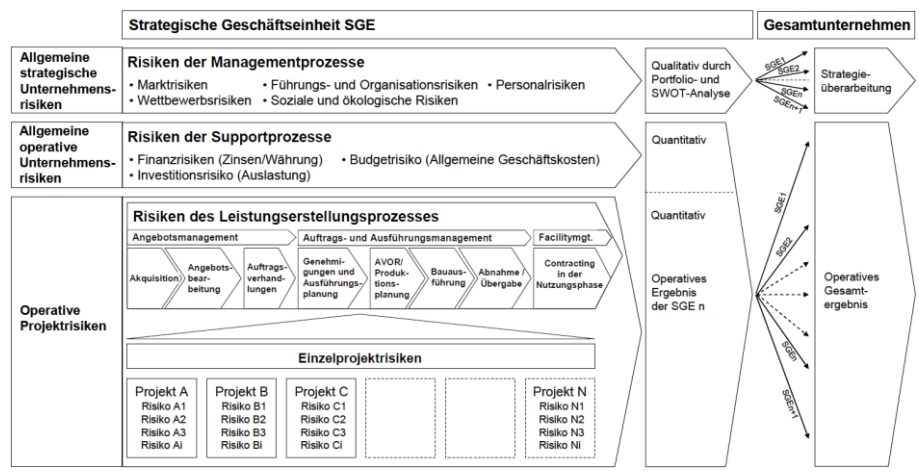 Strategische Geschäftseinheit SGE
Gesamtunternehmen
Allgemeine
strategische
Unternehmens-
risiken
Risiken der Managementprozesse
• Marktrisiken
• Führungs- und Organisationsrisiken
• Personalrisiken
• Wettbewerbsrisiken
• Soziale und ökologische Risiken
Qualitativ durch
Portfolio- und
SWOT-Analyse
SGE1
SGE2
SGEn
SGEn+1
Strategie-
überarbeitung
Allgemeine
operative
Unternehmens-
risiken
Risiken der Supportprozesse
• Finanzrisiken (Zinsen/Währung)
• Budgetrisiko (Allgemeine Geschäftskosten)
• Investitionsrisiko (Auslastung)
Quantitativ
Operative
Projektrisiken
Risiken des Leistungserstellungsprozesses
Angebotsmanagement
Auftrags- und Ausführungsmanagement
Facilitymgt.
Akquisition
Angebots-
bear-
beitung
Auftrags-
verhand-
lungen
Genehmi-
gungen und
Ausführungs-
planung
AVOR/
Produk-
tions-
planung
Bauaus-
führung
Abnahme /
Übergabe
Contracting
in der
Nutzungsphase
Einzelprojektrisiken
Projekt A
Risiko A1
Risiko A2
Risiko A3
Risiko Ai
Projekt B
Risiko B1
Risiko B2
Risiko B3
Risiko Bi
Projekt C
Risiko C1
Risiko C2
Risiko C3
Risiko Ci
Projekt N
Risiko N1
Risiko N2
Risiko N3
Risiko Ni
Quantitativ
Operatives
Ergebnis
der SGE n
SGE1
SGE2
SGEn
SGEn+1
Operatives
Gesamt-
ergebnis